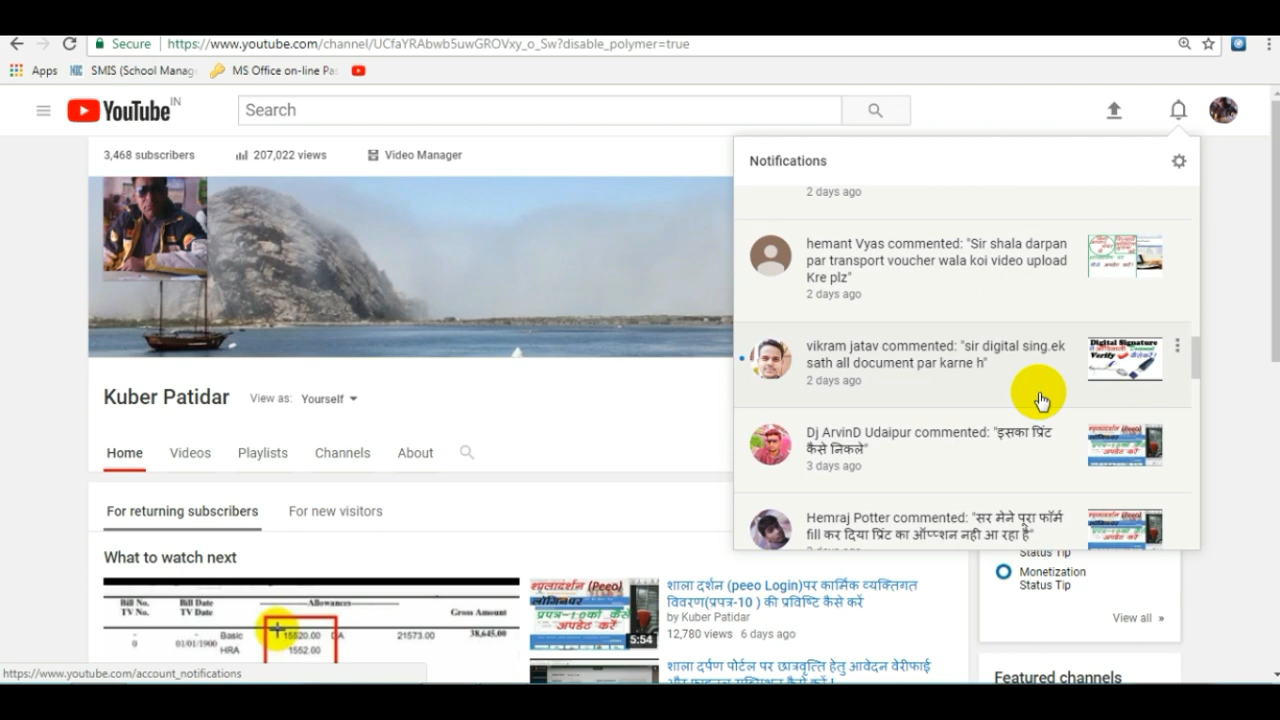 Secure
https://www.youtube.com/channel/UCfaYRAbwb5uwGROVxy_o_Sw?disable_polymer=true
Apps
SMIS (School Manag
MS Office on-line Pa
YouTube IN
Search
3,468 subscribers
207,022 views
Video Manager
Notifications
2 days ago
hemant Vyas commented: "Sir shala darpan
par transport voucher wala koi video upload
Kre plz"
2 days ago
vikram jatav commented: "sir digital sing.ek
sath all document par karne h"
2 days ago
Dj ArvinD Udaipur commented: "इसका प्रिंट
कैसे निकले"
3 days ago
Hemraj Potter commented: "सर मेने पूरा फॉर्म
fill कर दिया प्रिंट का ऑप्प्शन नही आ रहा है"
Digital Signature
Verify
Kuber Patidar
View as:
Yourself
Home
Videos
Playlists
Channels
About
For returning subscribers
For new visitors
What to watch next
Bill No.
TV No.
Bill Date
TV Date
Allowances
Gross Amount
0
01/01/1900
Basic
15520.00
DA
21573.00
38,645.00
HRA
1552.00
5:54
शाला दर्शन (peeo Login)पर कार्मिक व्यक्तिगत
विवरण(प्रपत्र-10 ) की प्रविष्टि कैसे करें
by Kuber Patidar
12,780 views
6 days ago
शाला दर्पण पोर्टल पर छात्रवृत्ति हेतु आवेदन वेरीफाई
Status Tip
Monetization
Status Tip
View all »
Featured channels
https://www.youtube.com/account_notifications